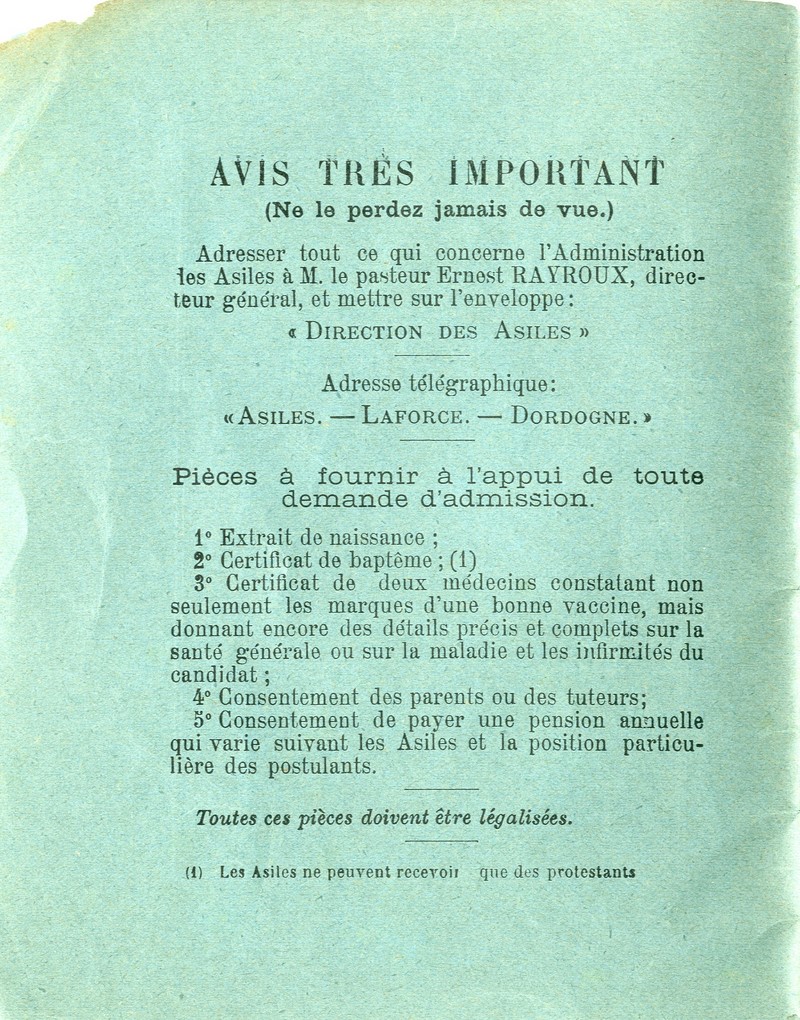 AVIS TRÈS IMPORTANT
(Ne le perdez jamais de vue.)
Adresser tout ce qui concerne l'Administration
des Asiles à M. le pasteur Ernest RAYROUX, direc-
teur général, et mettre sur l'enveloppe :
« DIRECTION DES ASILES »
Adresse télégraphique :
« ASILES. — LAFORCE. — DORDOGNE. »
Pièces à fournir à l'appui de toute
demande d'admission.
1° Extrait de naissance ;
2° Certificat de baptême ; (1)
3° Certificat de deux médecins constatant non
seulement les marques d'une bonne vaccine, mais
donnant encore des détails précis et complets sur la
santé générale ou sur la maladie et les infirmités du
candidat ;
4° Consentement des parents ou des tuteurs ;
5° Consentement de payer une pension annuelle
qui varie suivant les Asiles et la position particu-
lière des postulants.
Toutes ces pièces doivent être légalisées.
(1) Les Asiles ne peuvent recevoir que des protestants